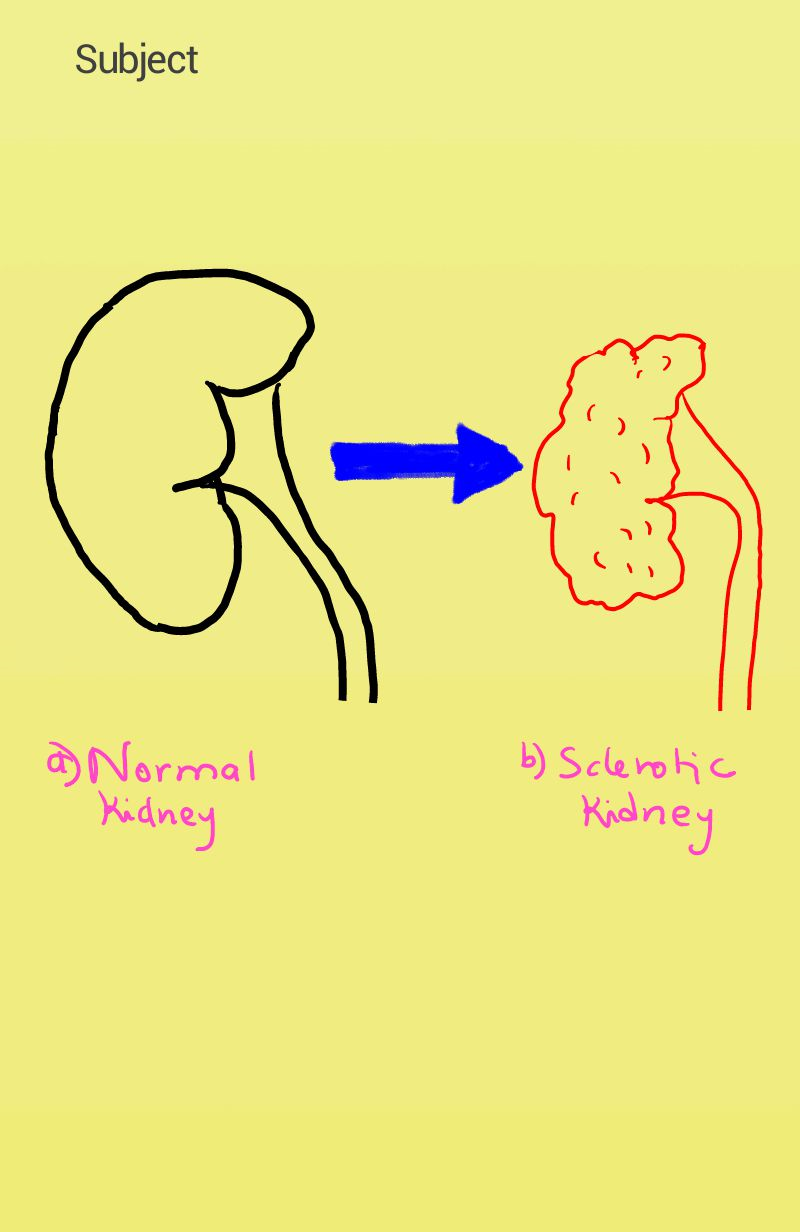 Subject
a) Normal
kidney
b) Sclerotic
kidney